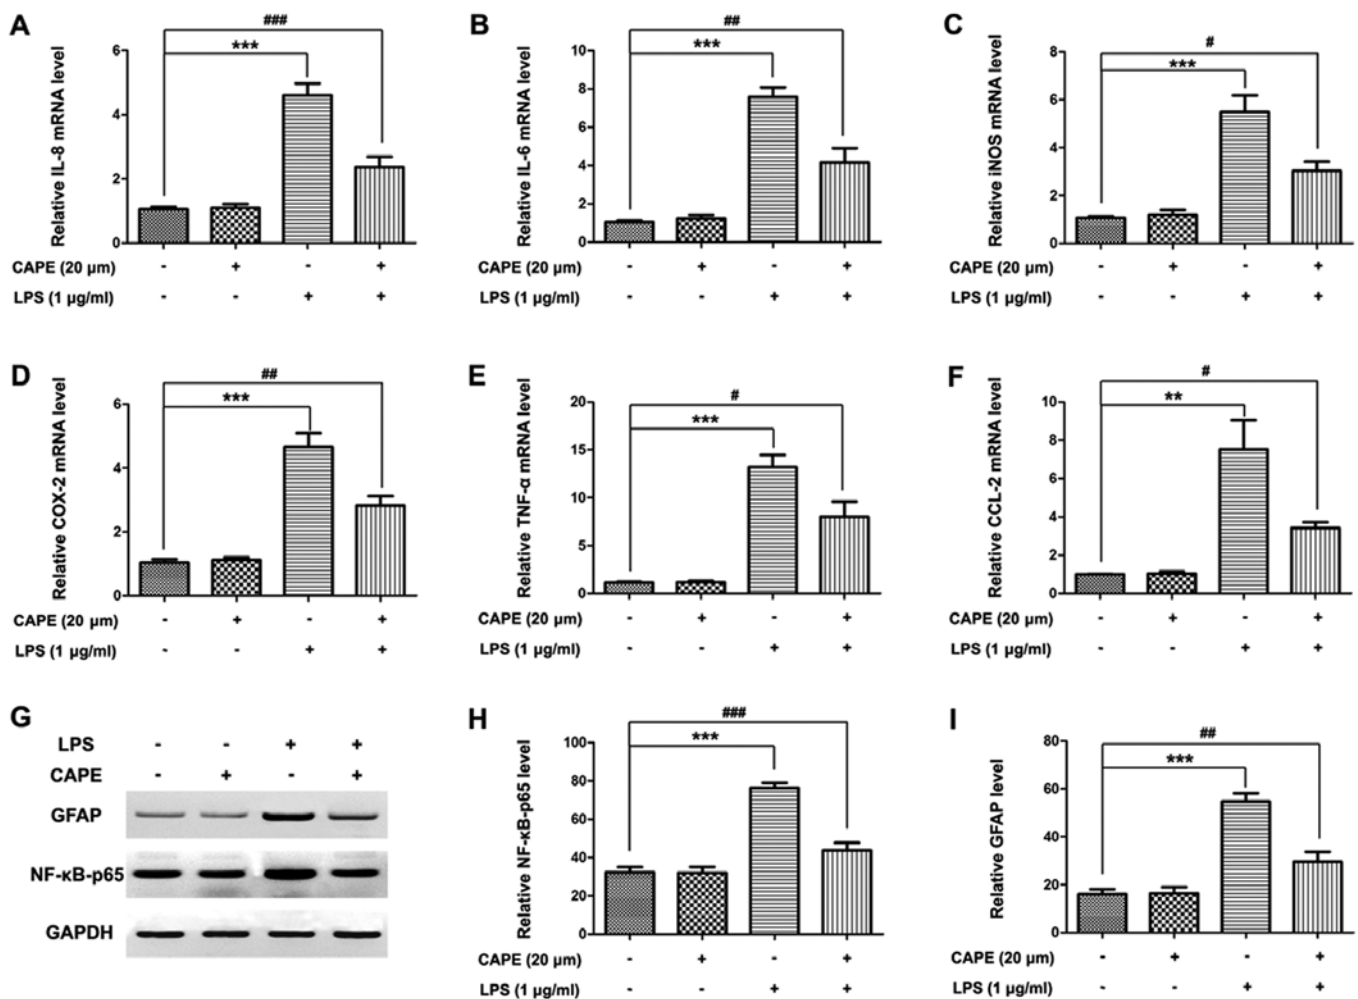 A
###
***
Relative IL-8 mRNA level
6
4
2
0
CAPE (20 µm) - + - +
LPS (1 µg/ml) - - + +
B
##
***
Relative IL-6 mRNA level
10
8
6
4
2
0
CAPE (20 µm) - + - +
LPS (1 µg/ml) - - + +
C
#
***
Relative iNOS mRNA level
8
6
4
2
0
CAPE (20 µm) - + - +
LPS (1 µg/ml) - - + +
D
##
***
Relative COX-2 mRNA level
6
4
2
0
CAPE (20 µm) - + - +
LPS (1 µg/ml) - - + +
E
#
***
Relative TNF-α mRNA level
20
15
10
5
0
CAPE (20 µm) - + - +
LPS (1 µg/ml) - - + +
F
#
**
Relative CCL-2 mRNA level
10
8
6
4
2
0
CAPE (20 µm) - + - +
LPS (1 µg/ml) - - + +
G
LPS - - + +
CAPE - + - +
GFAP
NF-κB-p65
GAPDH
H
###
***
Relative NF-κB-p65 level
100
80
60
40
20
0
CAPE (20 µm) - + - +
LPS (1 µg/ml) - - + +
I
##
***
Relative GFAP level
80
60
40
20
0
CAPE (20 µm) - + - +
LPS (1 µg/ml) - - + +